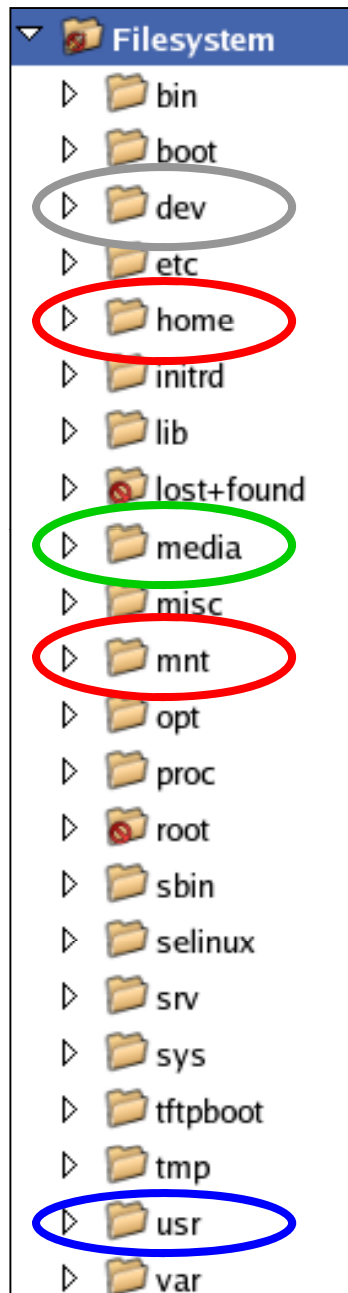 Filesystem
bin
boot
dev
etc
home
initrd
lib
lost+found
media
misc
mnt
opt
proc
root
sbin
selinux
srv
sys
tftpboot
tmp
usr
var